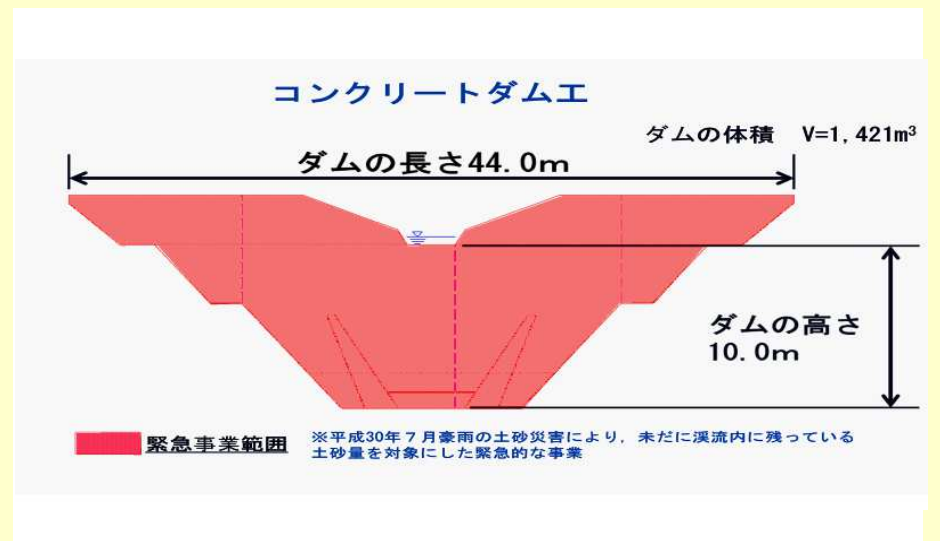 コンクリートダム工
ダムの体積　V=1,421m³
ダムの長さ44.0m
ダムの高さ
10.0m
緊急事業範囲
※平成30年７月豪雨の土砂災害により，未だに渓流内に残っている
土砂量を対象にした緊急的な事業